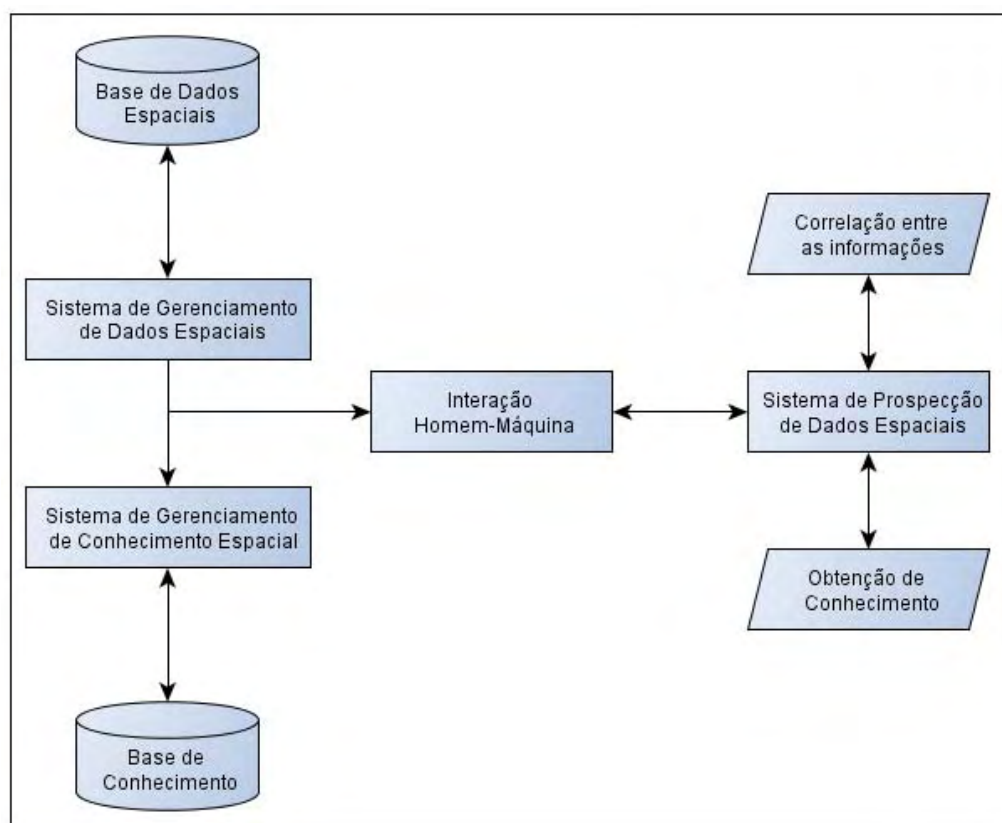 Base de Dados
Espaciais
Sistema de Gerenciamento
de Dados Espaciais
Sistema de Gerenciamento
de Conhecimento Espacial
Base de
Conhecimento
Interação
Homem-Máquina
Correlação entre
as informações
Sistema de Prospecção
de Dados Espaciais
Obtenção de
Conhecimento